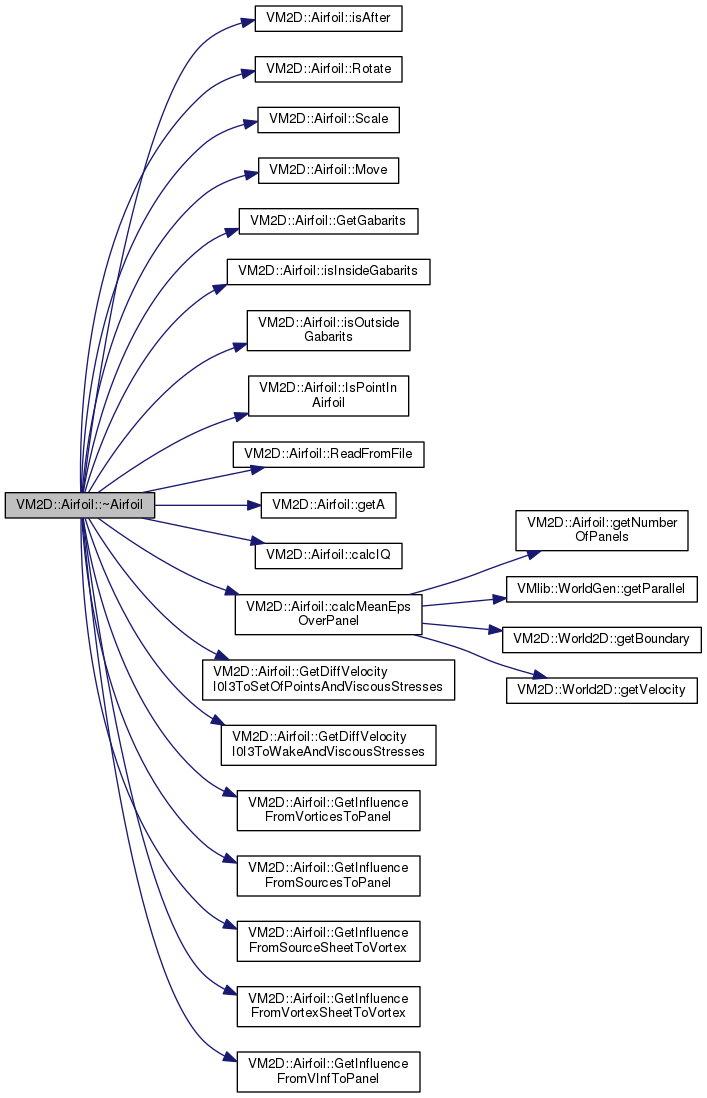 VM2D::Airfoil::isAfter
VM2D::Airfoil::Rotate
VM2D::Airfoil::Scale
VM2D::Airfoil::Move
VM2D::Airfoil::GetGabarits
VM2D::Airfoil::isInsideGabarits
VM2D::Airfoil::isOutside
Gabarits
VM2D::Airfoil::IsPointIn
Airfoil
VM2D::Airfoil::ReadFromFile
VM2D::Airfoil::~Airfoil
VM2D::Airfoil::getA
VM2D::Airfoil::calcIQ
VM2D::Airfoil::calcMeanEps
OverPanel
VM2D::Airfoil::getNumber
OfPanels
VMlib::WorldGen::getParallel
VM2D::World2D::getBoundary
VM2D::World2D::getVelocity
VM2D::Airfoil::GetDiffVelocity
I0I3ToSetOfPointsAndViscousStresses
VM2D::Airfoil::GetDiffVelocity
I0I3ToWakeAndViscousStresses
VM2D::Airfoil::GetInfluence
FromVorticesToPanel
VM2D::Airfoil::GetInfluence
FromSourcesToPanel
VM2D::Airfoil::GetInfluence
FromSourceSheetToVortex
VM2D::Airfoil::GetInfluence
FromVortexSheetToVortex
VM2D::Airfoil::GetInfluence
FromVInfToPanel